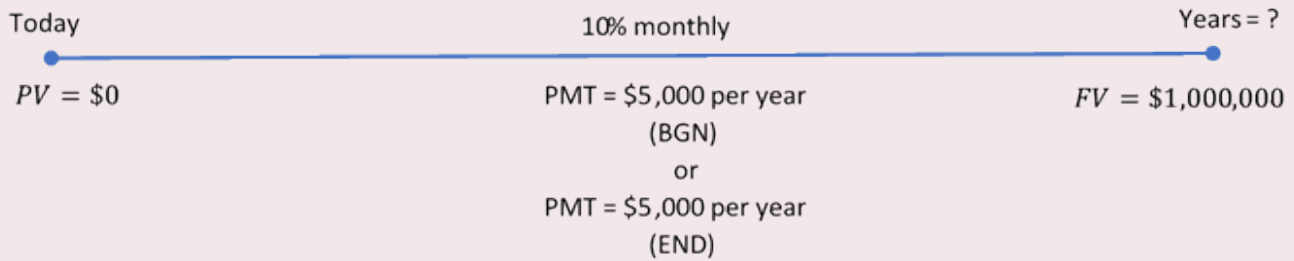 Today
10% monthly
Years = ?
PV = $0
PMT = $5,000 per year
(BGN)
or
PMT = $5,000 per year
(END)
FV = $1,000,000